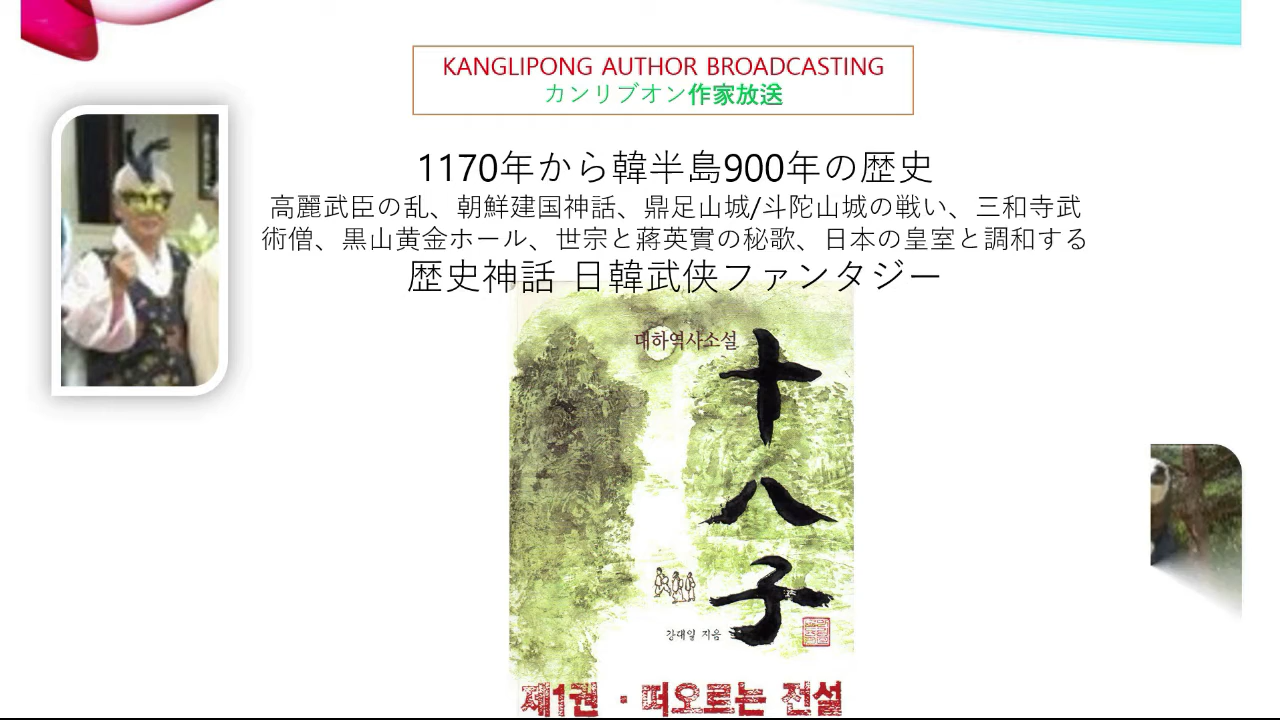 KANGLIPONG AUTHOR BROADCASTING
カンリブオン作家放送
1170年から韓半島900年の歴史
高麗武臣の乱、朝鮮建国神話、鼎足山城/斗陀山城の戦い、三和寺武
術僧、黒山黄金ホール、世宗と蔣英實の秘歌、日本の皇室と調和する
歴史神話 日韓武侠ファンタジー
대하역사소설
十八子
강대일 지음
제1권 · 떠오르는 전설